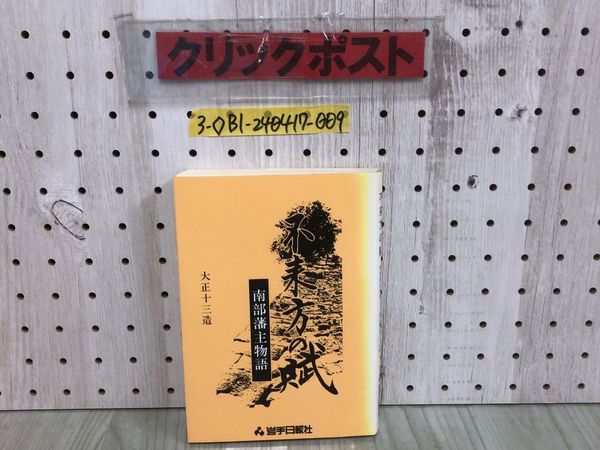 クリックポスト
3-◇B1-240417-009
不来方の賦
南部藩主物語
大正十三造
岩手日報社